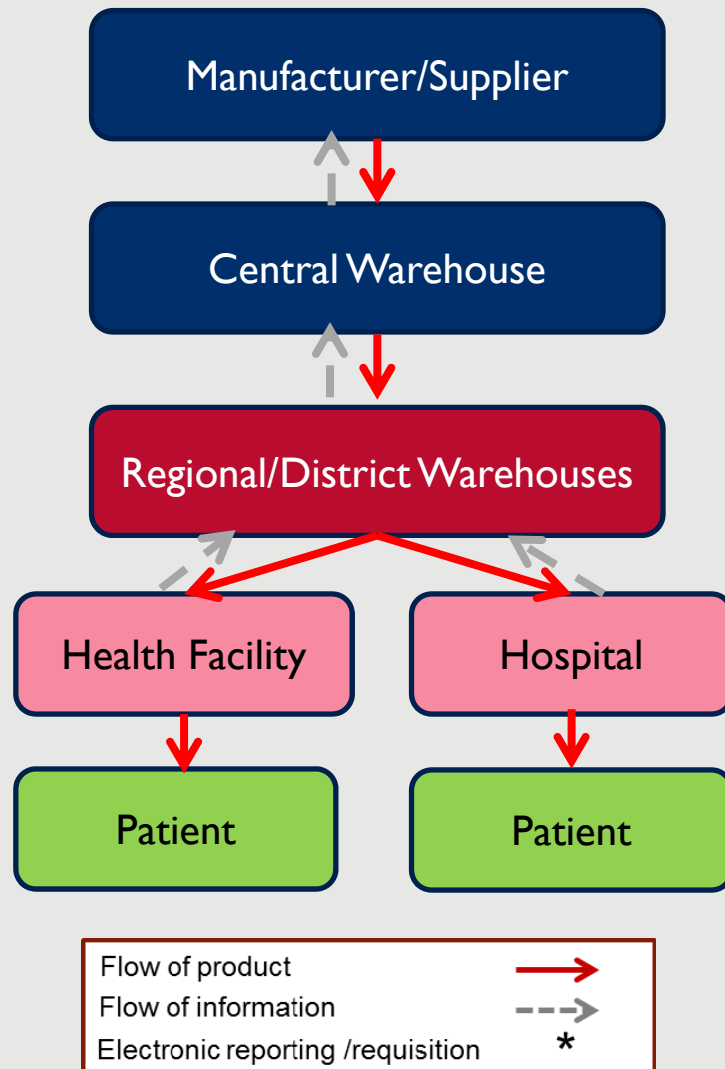 Manufacturer/Supplier
Central Warehouse
Regional/District Warehouses
Health Facility
Hospital
Patient
Patient
Flow of product
Flow of information
Electronic reporting /requisition *